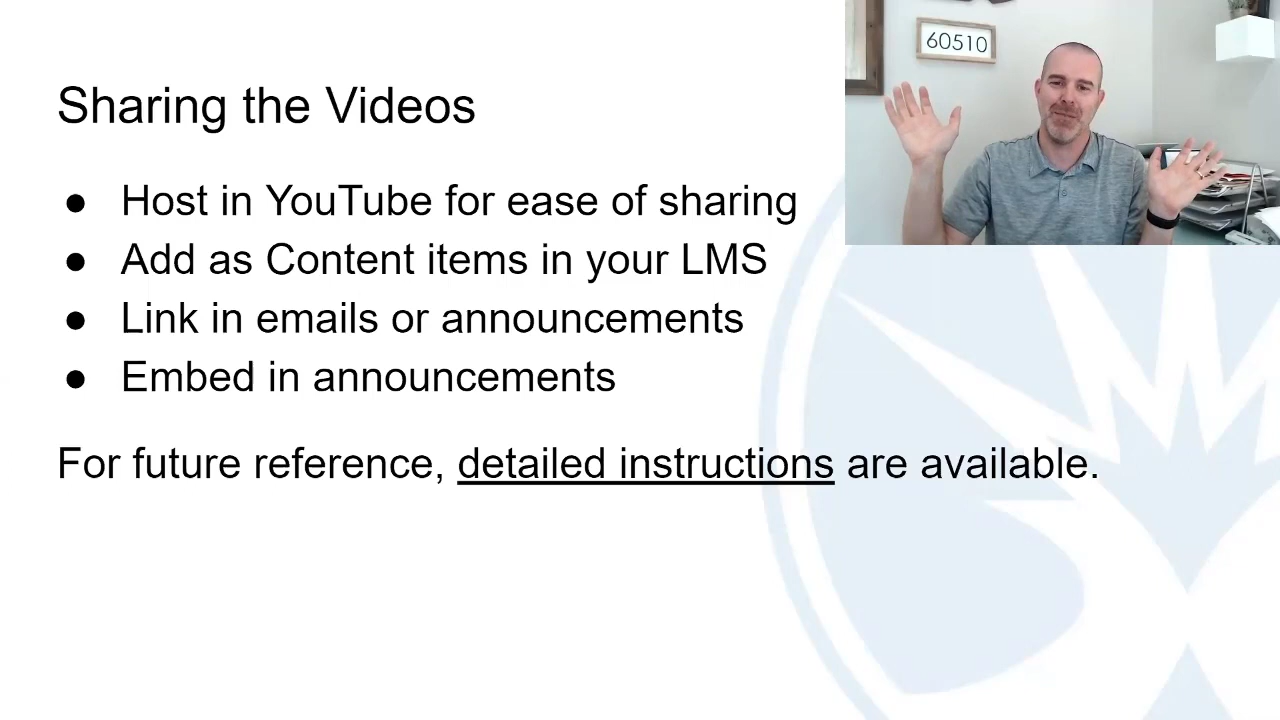 60510
Sharing the Videos
● Host in YouTube for ease of sharing
● Add as Content items in your LMS
● Link in emails or announcements
● Embed in announcements
For future reference, detailed instructions are available.